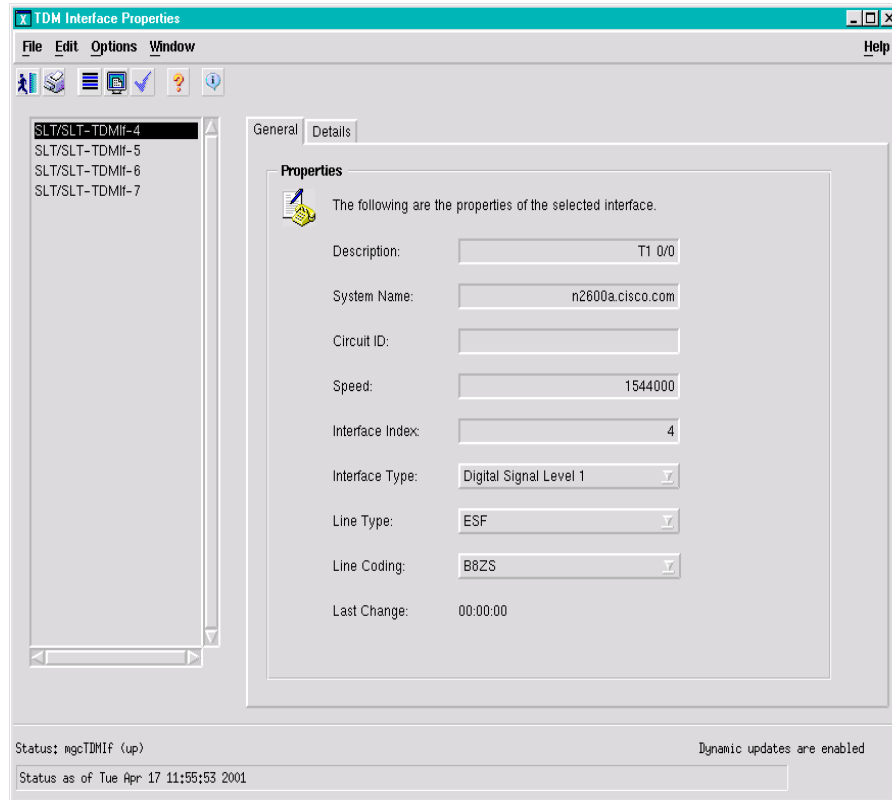 TDM Interface Properties
File Edit Options Window Help
SLT/SLT-TDMIf-4
SLT/SLT-TDMIf-5
SLT/SLT-TDMIf-6
SLT/SLT-TDMIf-7
General Details
Properties
The following are the properties of the selected interface.
Description: T1 0/0
System Name: n2600a.cisco.com
Circuit ID:
Speed: 1544000
Interface Index: 4
Interface Type: Digital Signal Level 1
Line Type: ESF
Line Coding: B8ZS
Last Change: 00:00:00
Status: mgcTDMIf (up) Dynamic updates are enabled
Status as of Tue Apr 17 11:55:53 2001